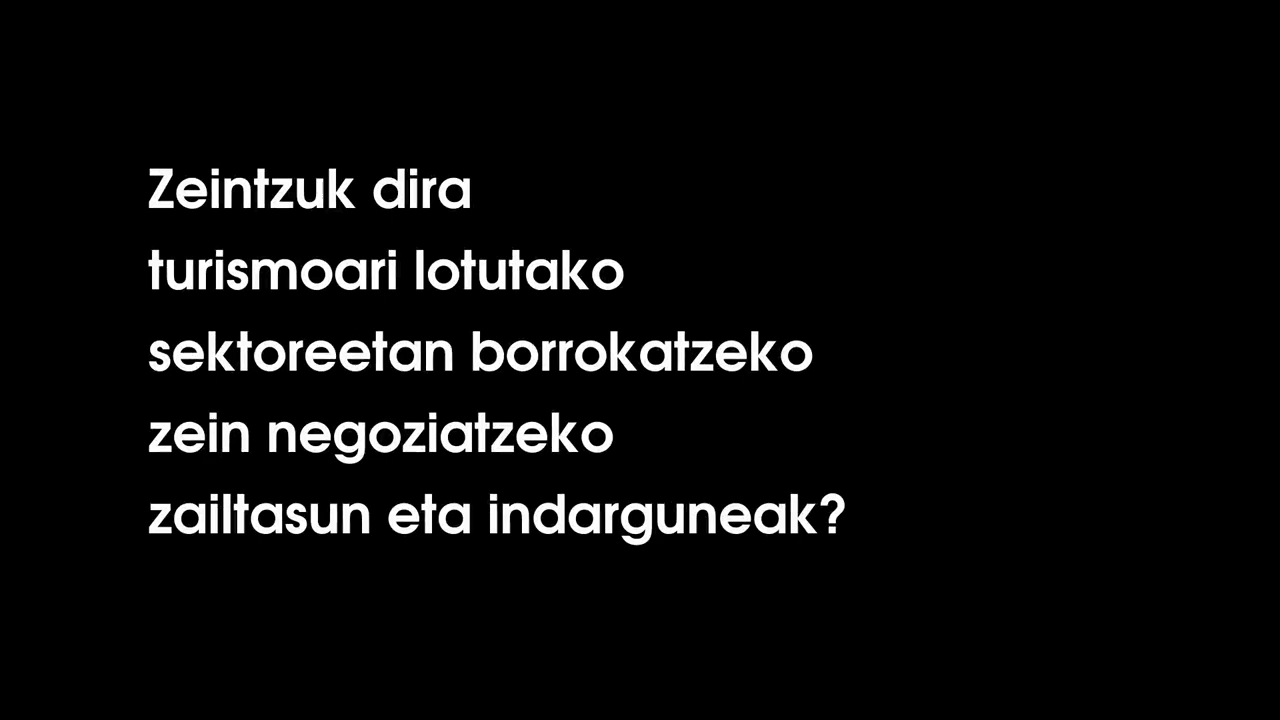 Zeintzuk dira
turismoari lotutako
sektoreetan borrokatzeko
zein negoziatzeko
zailtasun eta indarguneak?